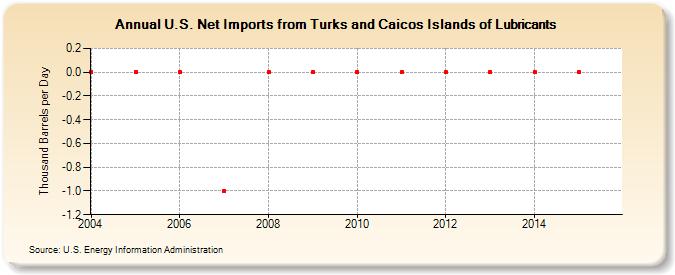 Annual U.S. Net Imports from Turks and Caicos Islands of Lubricants
Thousand Barrels per Day
0.2
0.0
-0.2
-0.4
-0.6
-0.8
-1.0
-1.2
2004 2006 2008 2010 2012 2014
Source: U.S. Energy Information Administration